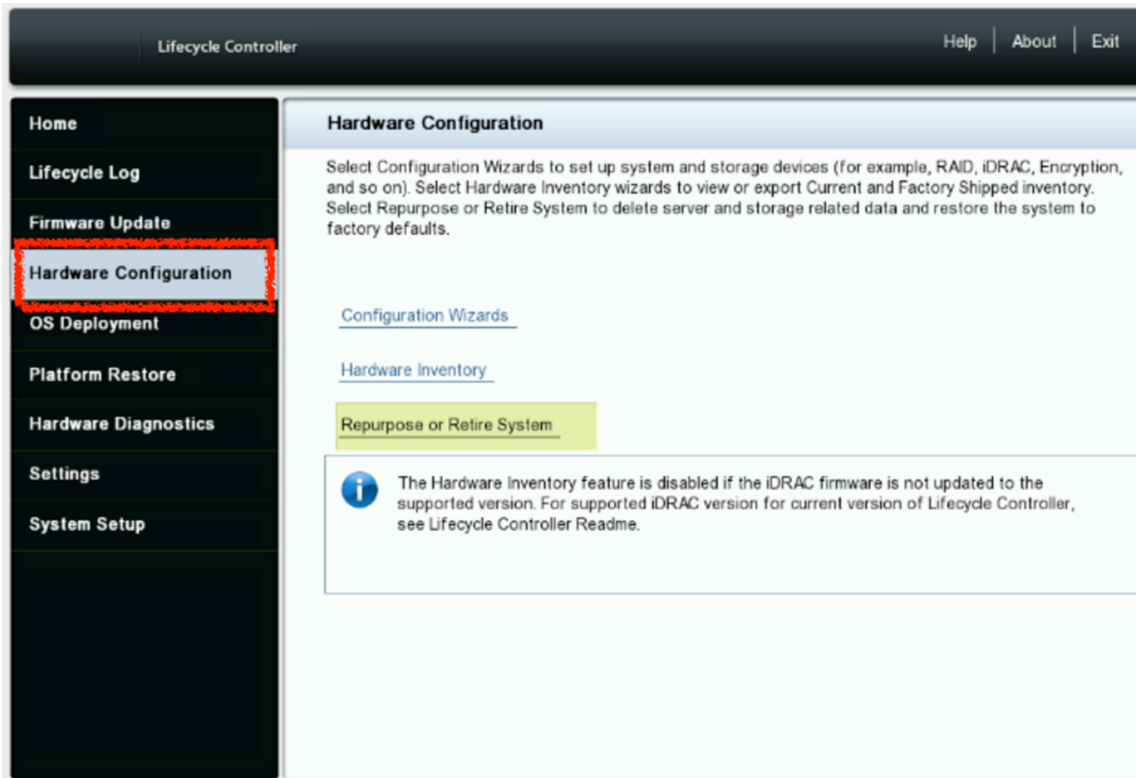 Lifecycle Controller
Help | About | Exit
Home
Lifecycle Log
Firmware Update
Hardware Configuration
OS Deployment
Platform Restore
Hardware Diagnostics
Settings
System Setup
Hardware Configuration
Select Configuration Wizards to set up system and storage devices (for example, RAID, iDRAC, Encryption,
and so on). Select Hardware Inventory wizards to view or export Current and Factory Shipped inventory.
Select Repurpose or Retire System to delete server and storage related data and restore the system to
factory defaults.
Configuration Wizards
Hardware Inventory
Repurpose or Retire System
The Hardware Inventory feature is disabled if the iDRAC firmware is not updated to the
supported version. For supported iDRAC version for current version of Lifecycle Controller,
see Lifecycle Controller Readme.